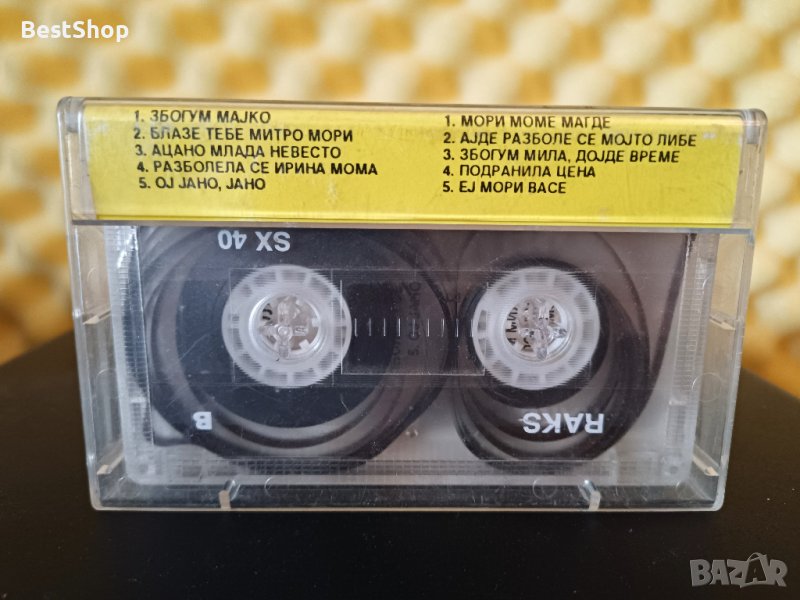 BestShop
1. ЗБОГУМ МАЈКО
2. БЛАЗЕ ТЕБЕ МИТРО МОРИ
3. АЦАНО МЛАДА НЕВЕСТО
4. РАЗБОЛЕЛА СЕ ИРИНА МОМА
5. ОЈ ЈАНО, ЈАНО
1. МОРИ МОМЕ МАГДЕ
2. АЈДЕ РАЗБОЛЕ СЕ МОЈТО ЛИБЕ
3. ЗБОГУМ МИЛА, ДОЈДЕ ВРЕМЕ
4. ПОДРАНИЛА ЦЕНА
5. ЕЈ МОРИ ВАСЕ
SX 40
B
RAKS
BAZAR